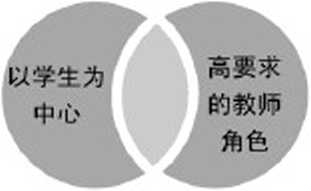 以学生为
中心
高要求
的教师
角色